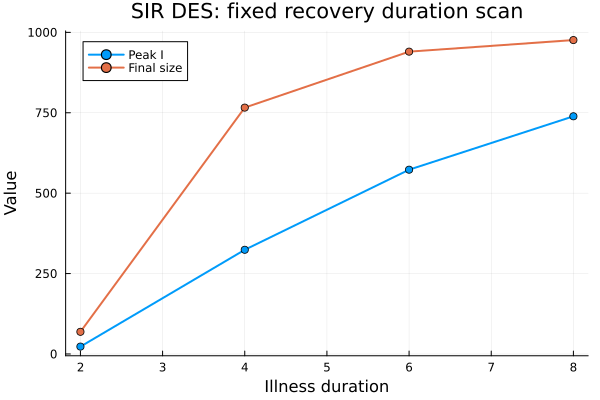 SIR DES: fixed recovery duration scan
Peak I
Final size
Value
1000
750
500
250
0
2 3 4 5 6 7 8
Illness duration